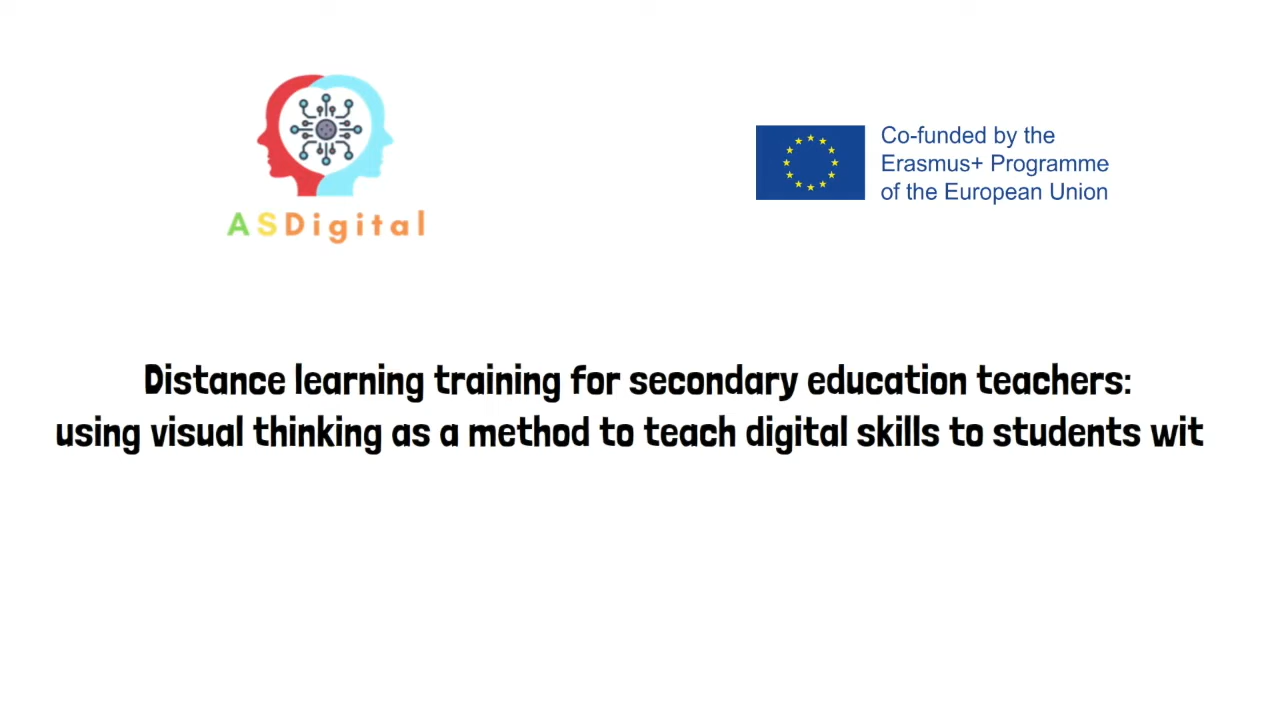 ASDigital
Co-funded by the
Erasmus+ Programme
of the European Union
Distance learning training for secondary education teachers:
using visual thinking as a method to teach digital skills to students wit